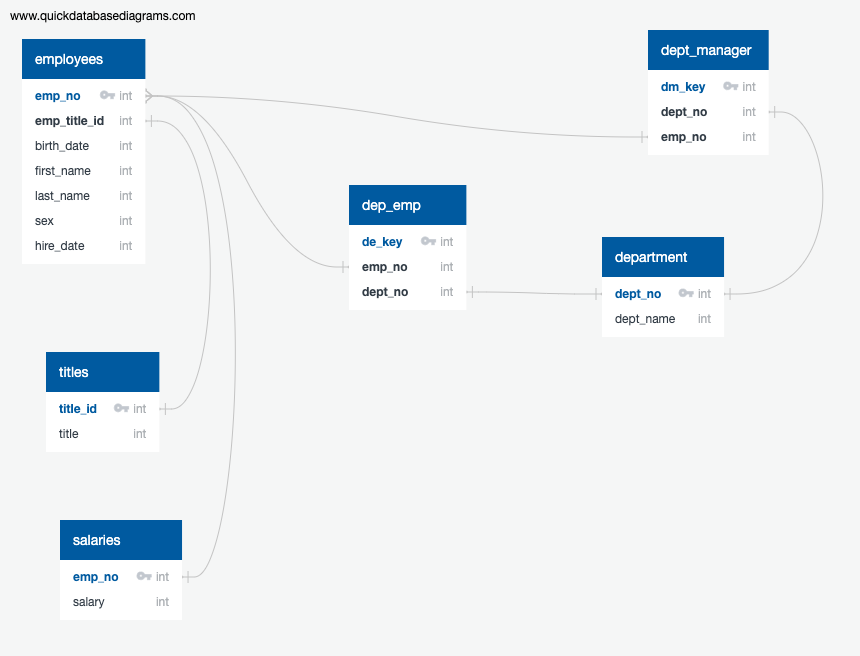 www.quickdatabasediagrams.com
employees
emp_no int
emp_title_id int
birth_date int
first_name int
last_name int
sex int
hire_date int
dept_manager
dm_key int
dept_no int
emp_no int
dep_emp
de_key int
emp_no int
dept_no int
department
dept_no int
dept_name int
titles
title_id int
title int
salaries
emp_no int
salary int